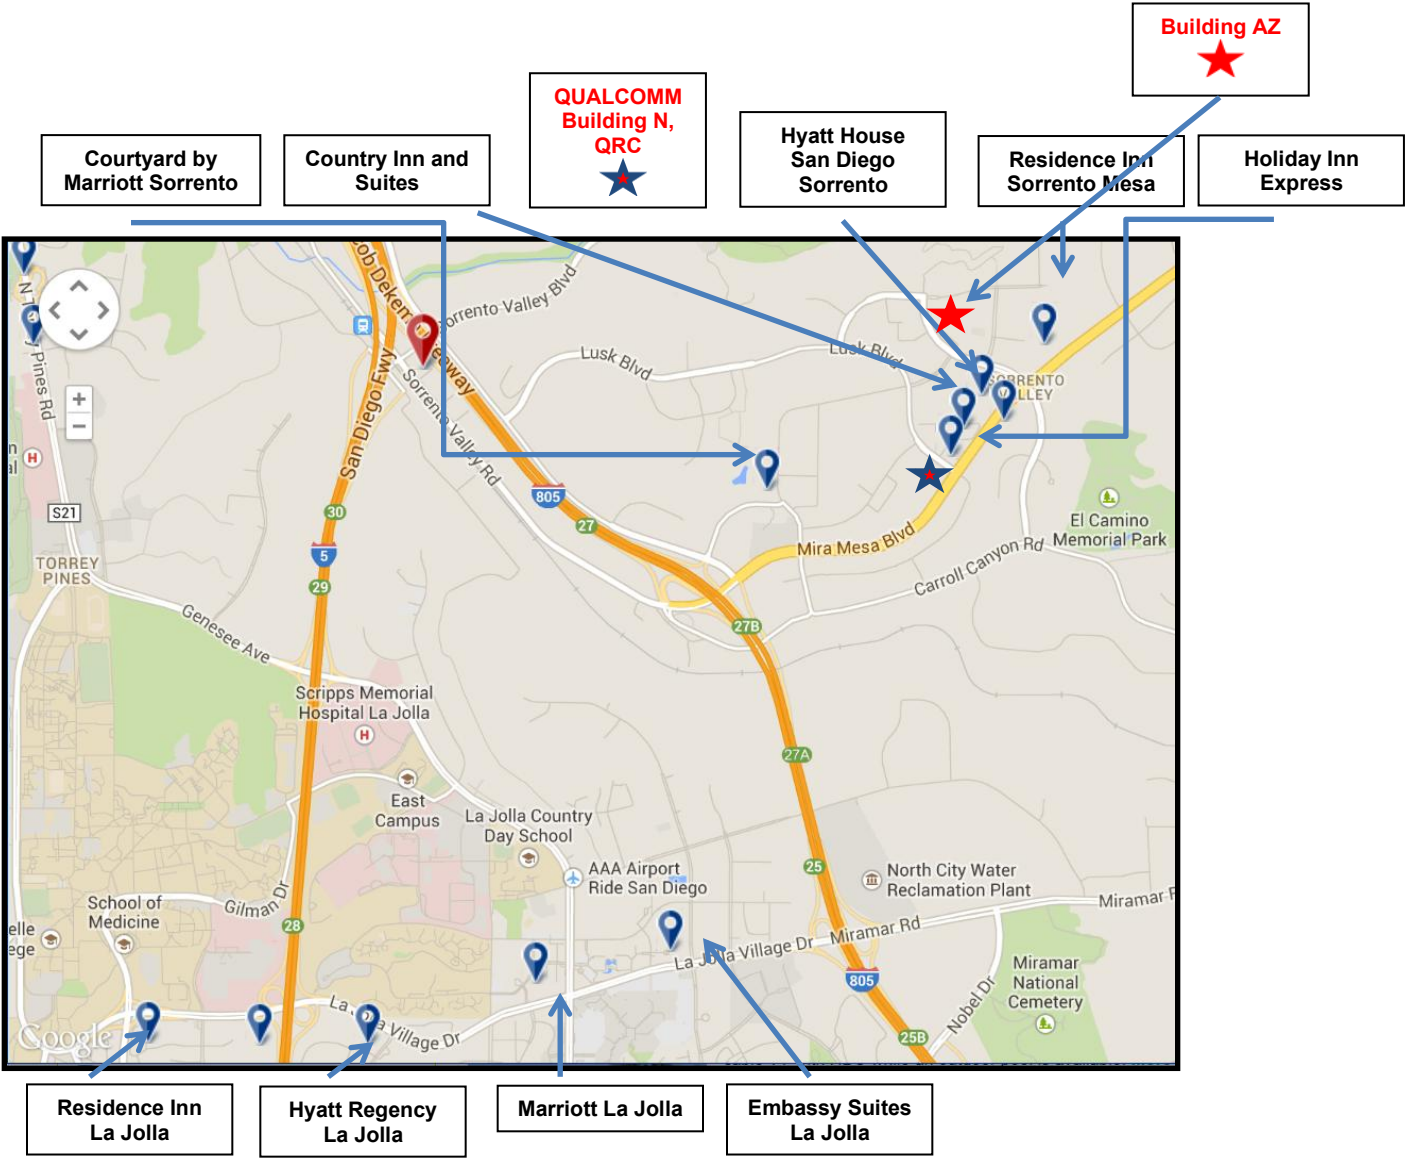 Building AZ
QUALCOMM
Building N,
QRC
Hyatt House
San Diego
Sorrento
Courtyard by
Marriott Sorrento
Country Inn and
Suites
Residence Inn
Sorrento Mesa
Holiday Inn
Express
Sorrento Valley Blvd
Lusk Blvd
Lusk Blvd
SORRENTO
VALLEY
San Diego Fwy
Sorrento Valley Rd
Pines Rd
H
S21
805
27
30
5
29
Mira Mesa Blvd
El Camino
Memorial Park
Carroll Canyon Rd
TORREY
PINES
Genesee Ave
27B
Scripps Memorial
Hospital La Jolla
H
27A
East
Campus
La Jolla Country
Day School
AAA Airport
Ride San Diego
25
North City Water
Reclamation Plant
School of
Medicine
Gilman Dr
28
Miramar Rd
La Jolla Village Dr
Miramar
805
Miramar
National
Cemetery
Nobel Dr
La Jolla Village Dr
25B
Google
Residence Inn
La Jolla
Hyatt Regency
La Jolla
Marriott La Jolla
Embassy Suites
La Jolla